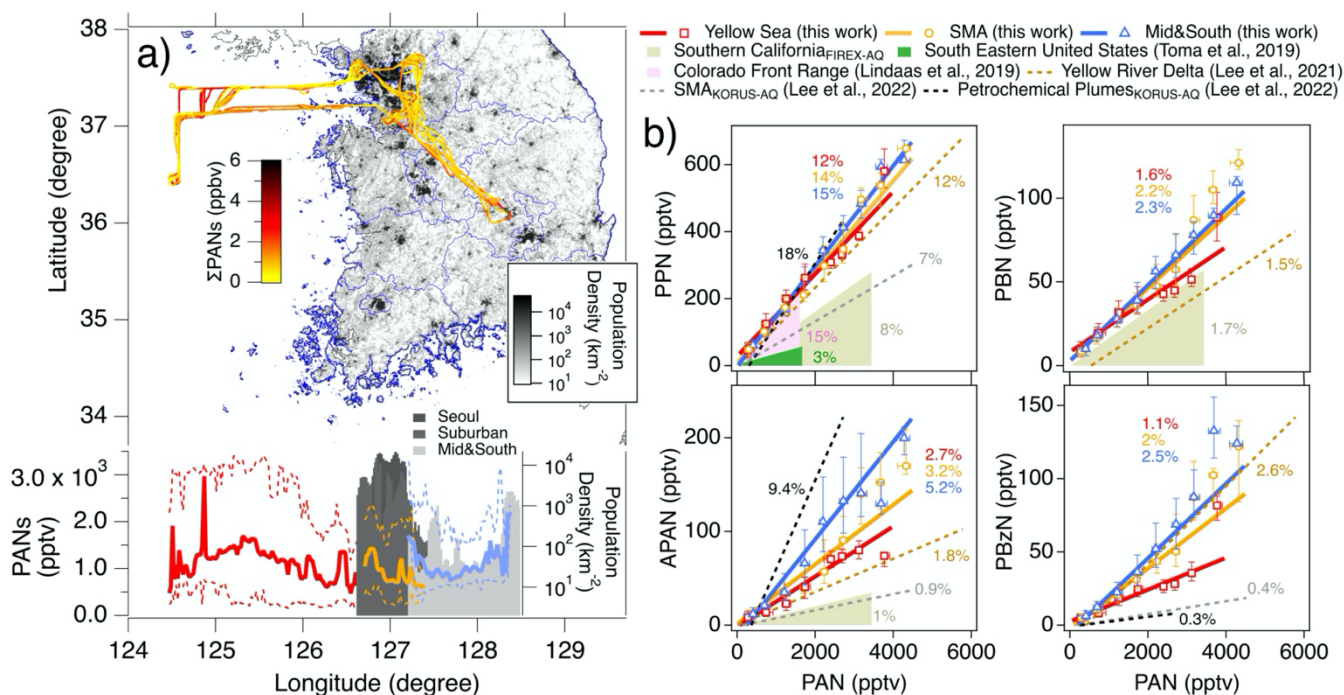 a)
38
37
36
35
34
Latitude (degree)
6
4
2
0
ΣPANs (ppbv)
10⁴
10³
10²
10¹
Population
Density (km⁻²)
Seoul
Suburban
Mid&South
3.0 x 10³
2.0
1.0
0.0
PANs
(pptv)
10⁴
10³
10²
10¹
Population
Density (km⁻²)
124 125 126 127 128 129
Longitude (degree)
Yellow Sea (this work) SMA (this work) Mid&South (this work)
Southern California FIREX-AQ South Eastern United States (Toma et al., 2019)
Colorado Front Range (Lindaas et al., 2019) Yellow River Delta (Lee et al., 2021)
SMA KORUS-AQ (Lee et al., 2022) Petrochemical Plumes KORUS-AQ (Lee et al., 2022)
b)
PPN (pptv)
600
400
200
0
12%
14%
15%
12%
18%
7%
15%
8%
3%
PBN (pptv)
100
50
0
1.6%
2.2%
2.3%
1.5%
1.7%
APAN (pptv)
200
100
0
2.7%
3.2%
5.2%
9.4%
1.8%
0.9%
1%
0 2000 4000 6000
PAN (pptv)
PBzN (pptv)
150
100
50
0
1.1%
2%
2.5%
2.6%
0.4%
0.3%
0 2000 4000 6000
PAN (pptv)